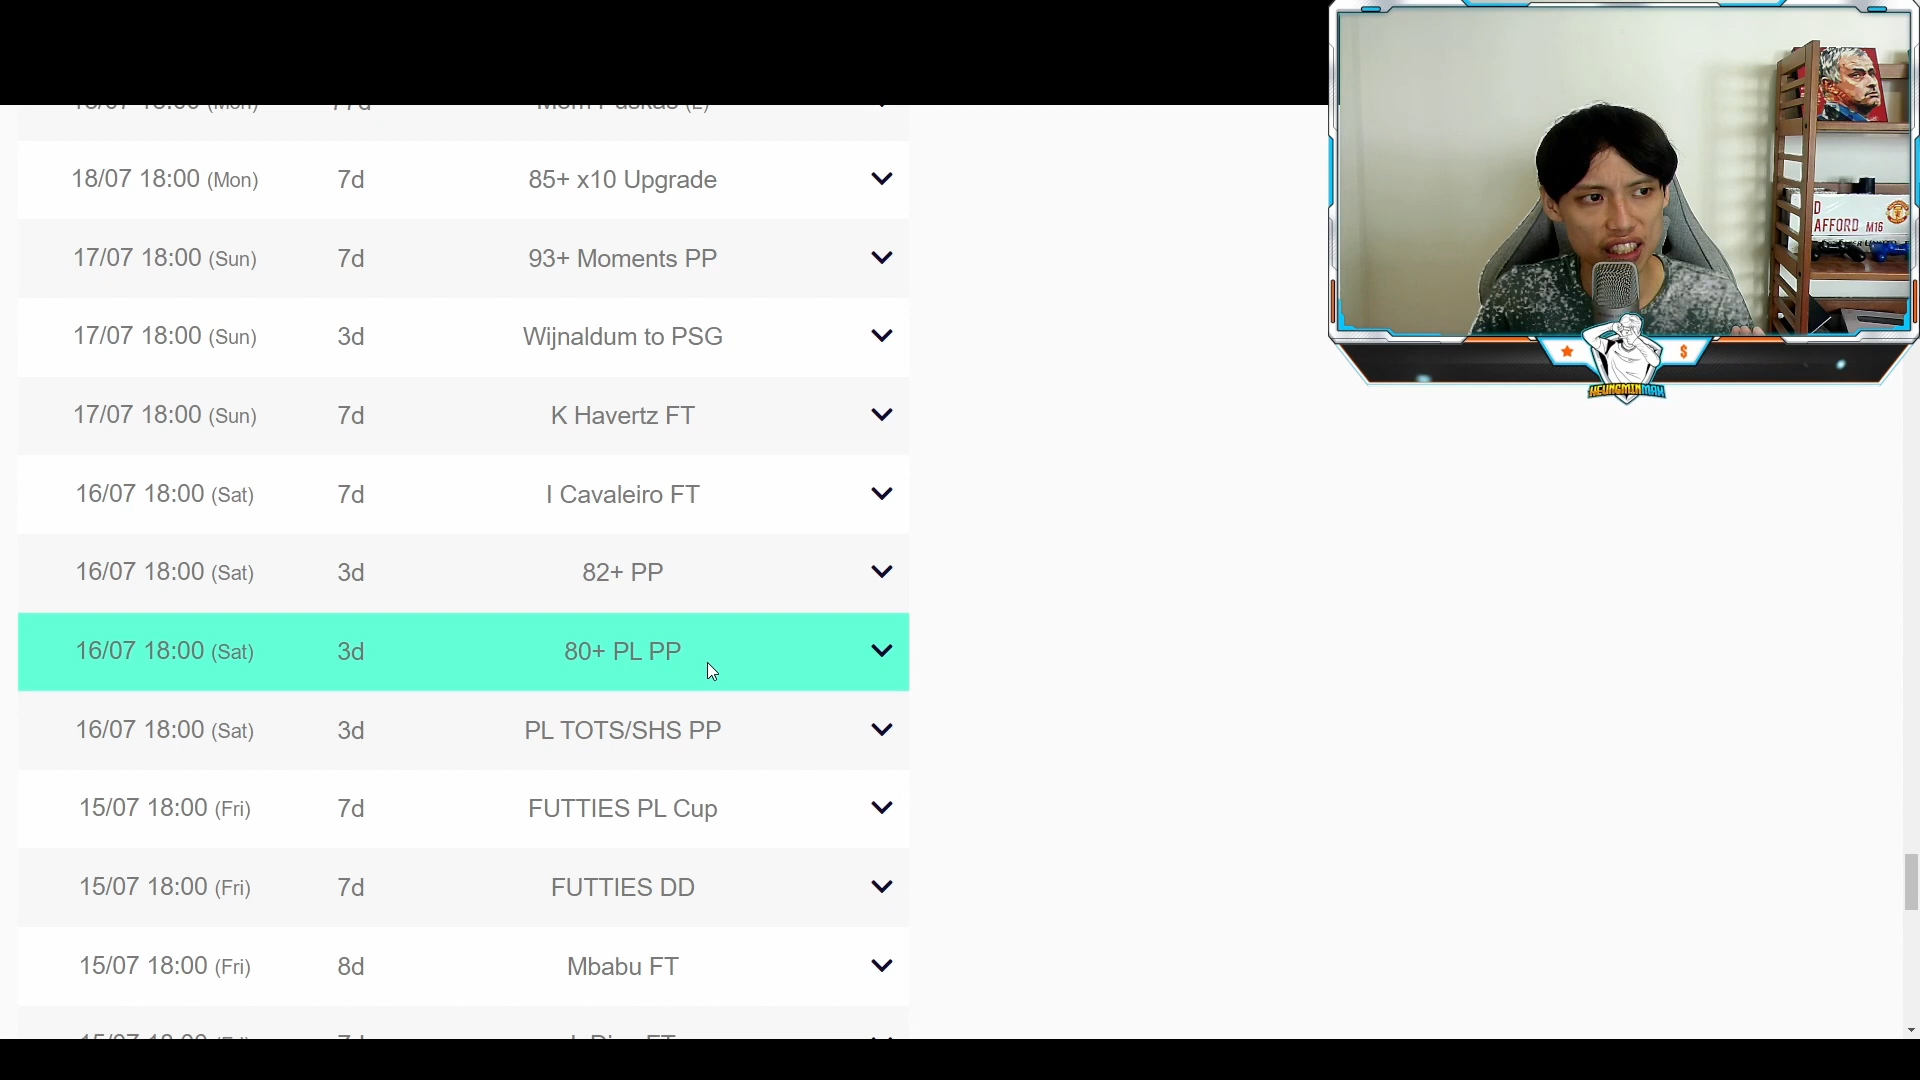 18/07 18:00 (Mon) 7d 85+ x10 Upgrade
17/07 18:00 (Sun) 7d 93+ Moments PP
17/07 18:00 (Sun) 3d Wijnaldum to PSG
17/07 18:00 (Sun) 7d K Havertz FT
16/07 18:00 (Sat) 7d I Cavaleiro FT
16/07 18:00 (Sat) 3d 82+ PP
16/07 18:00 (Sat) 3d 80+ PL PP
16/07 18:00 (Sat) 3d PL TOTS/SHS PP
15/07 18:00 (Fri) 7d FUTTIES PL Cup
15/07 18:00 (Fri) 7d FUTTIES DD
15/07 18:00 (Fri) 8d Mbabu FT
AFFORD M16
$
HEUNGMINMAX